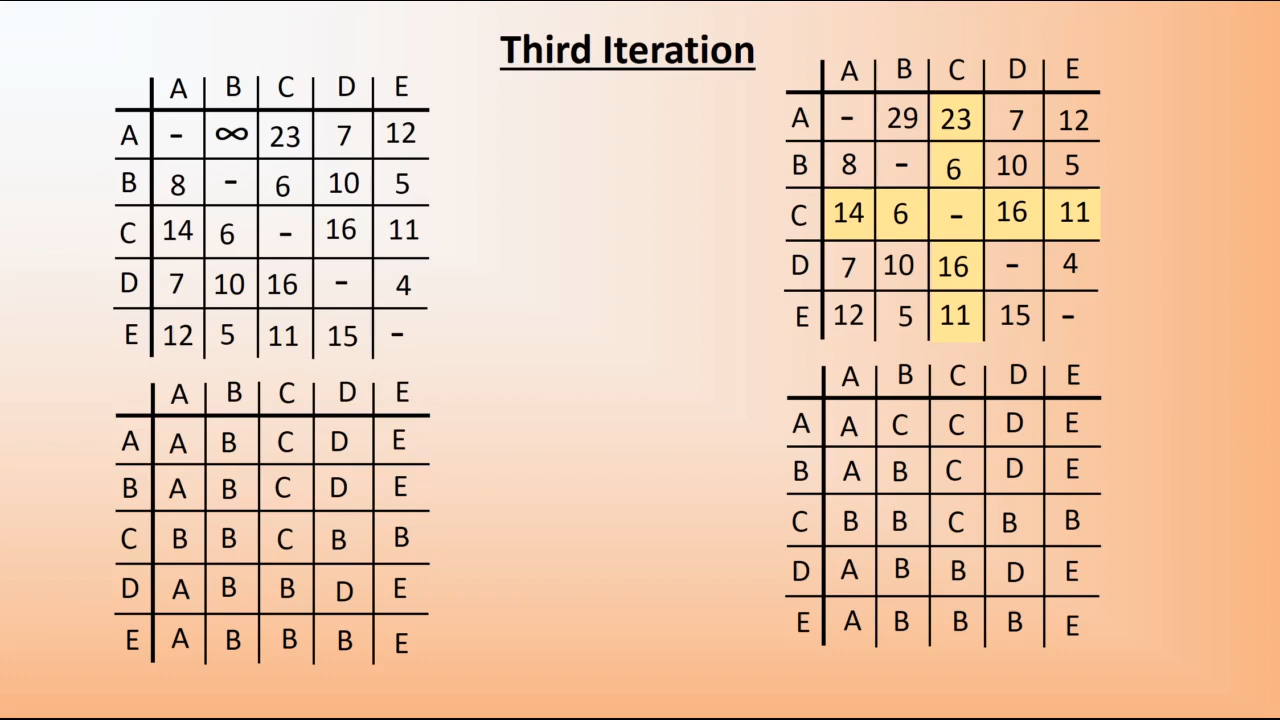 Third Iteration
A B C D E
A - ∞ 23 7 12
B 8 - 6 10 5
C 14 6 - 16 11
D 7 10 16 - 4
E 12 5 11 15 -
A B C D E
A A B C D E
B A B C D E
C B B C B B
D A B B D E
E A B B B E
A B C D E
A - 29 23 7 12
B 8 - 6 10 5
C 14 6 - 16 11
D 7 10 16 - 4
E 12 5 11 15 -
A B C D E
A A C C D E
B A B C D E
C B B C B B
D A B B D E
E A B B B E